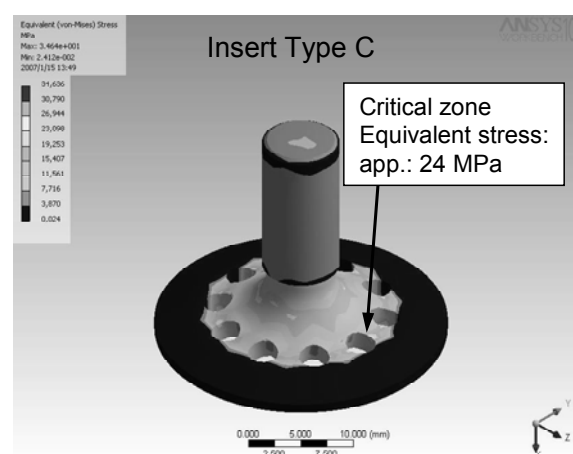 Equivalent (von-Mises) Stress
MPa
Max: 3.464e+001
Min: 2.412e-002
2007/1/15 13:49
Insert Type C
ANSYS
34,636
30,790
26,944
23,098
19,253
15,407
11,561
7,716
3,870
0,024
Critical zone
Equivalent stress:
app.: 24 MPa
0.000 5.000 10.000 (mm)
2.500 7.500
Y
Z